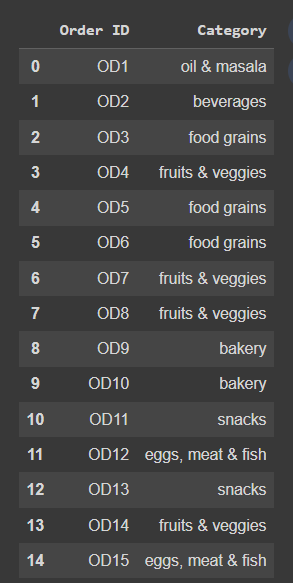 Order ID Category
0 OD1 oil & masala
1 OD2 beverages
2 OD3 food grains
3 OD4 fruits & veggies
4 OD5 food grains
5 OD6 food grains
6 OD7 fruits & veggies
7 OD8 fruits & veggies
8 OD9 bakery
9 OD10 bakery
10 OD11 snacks
11 OD12 eggs, meat & fish
12 OD13 snacks
13 OD14 fruits & veggies
14 OD15 eggs, meat & fish